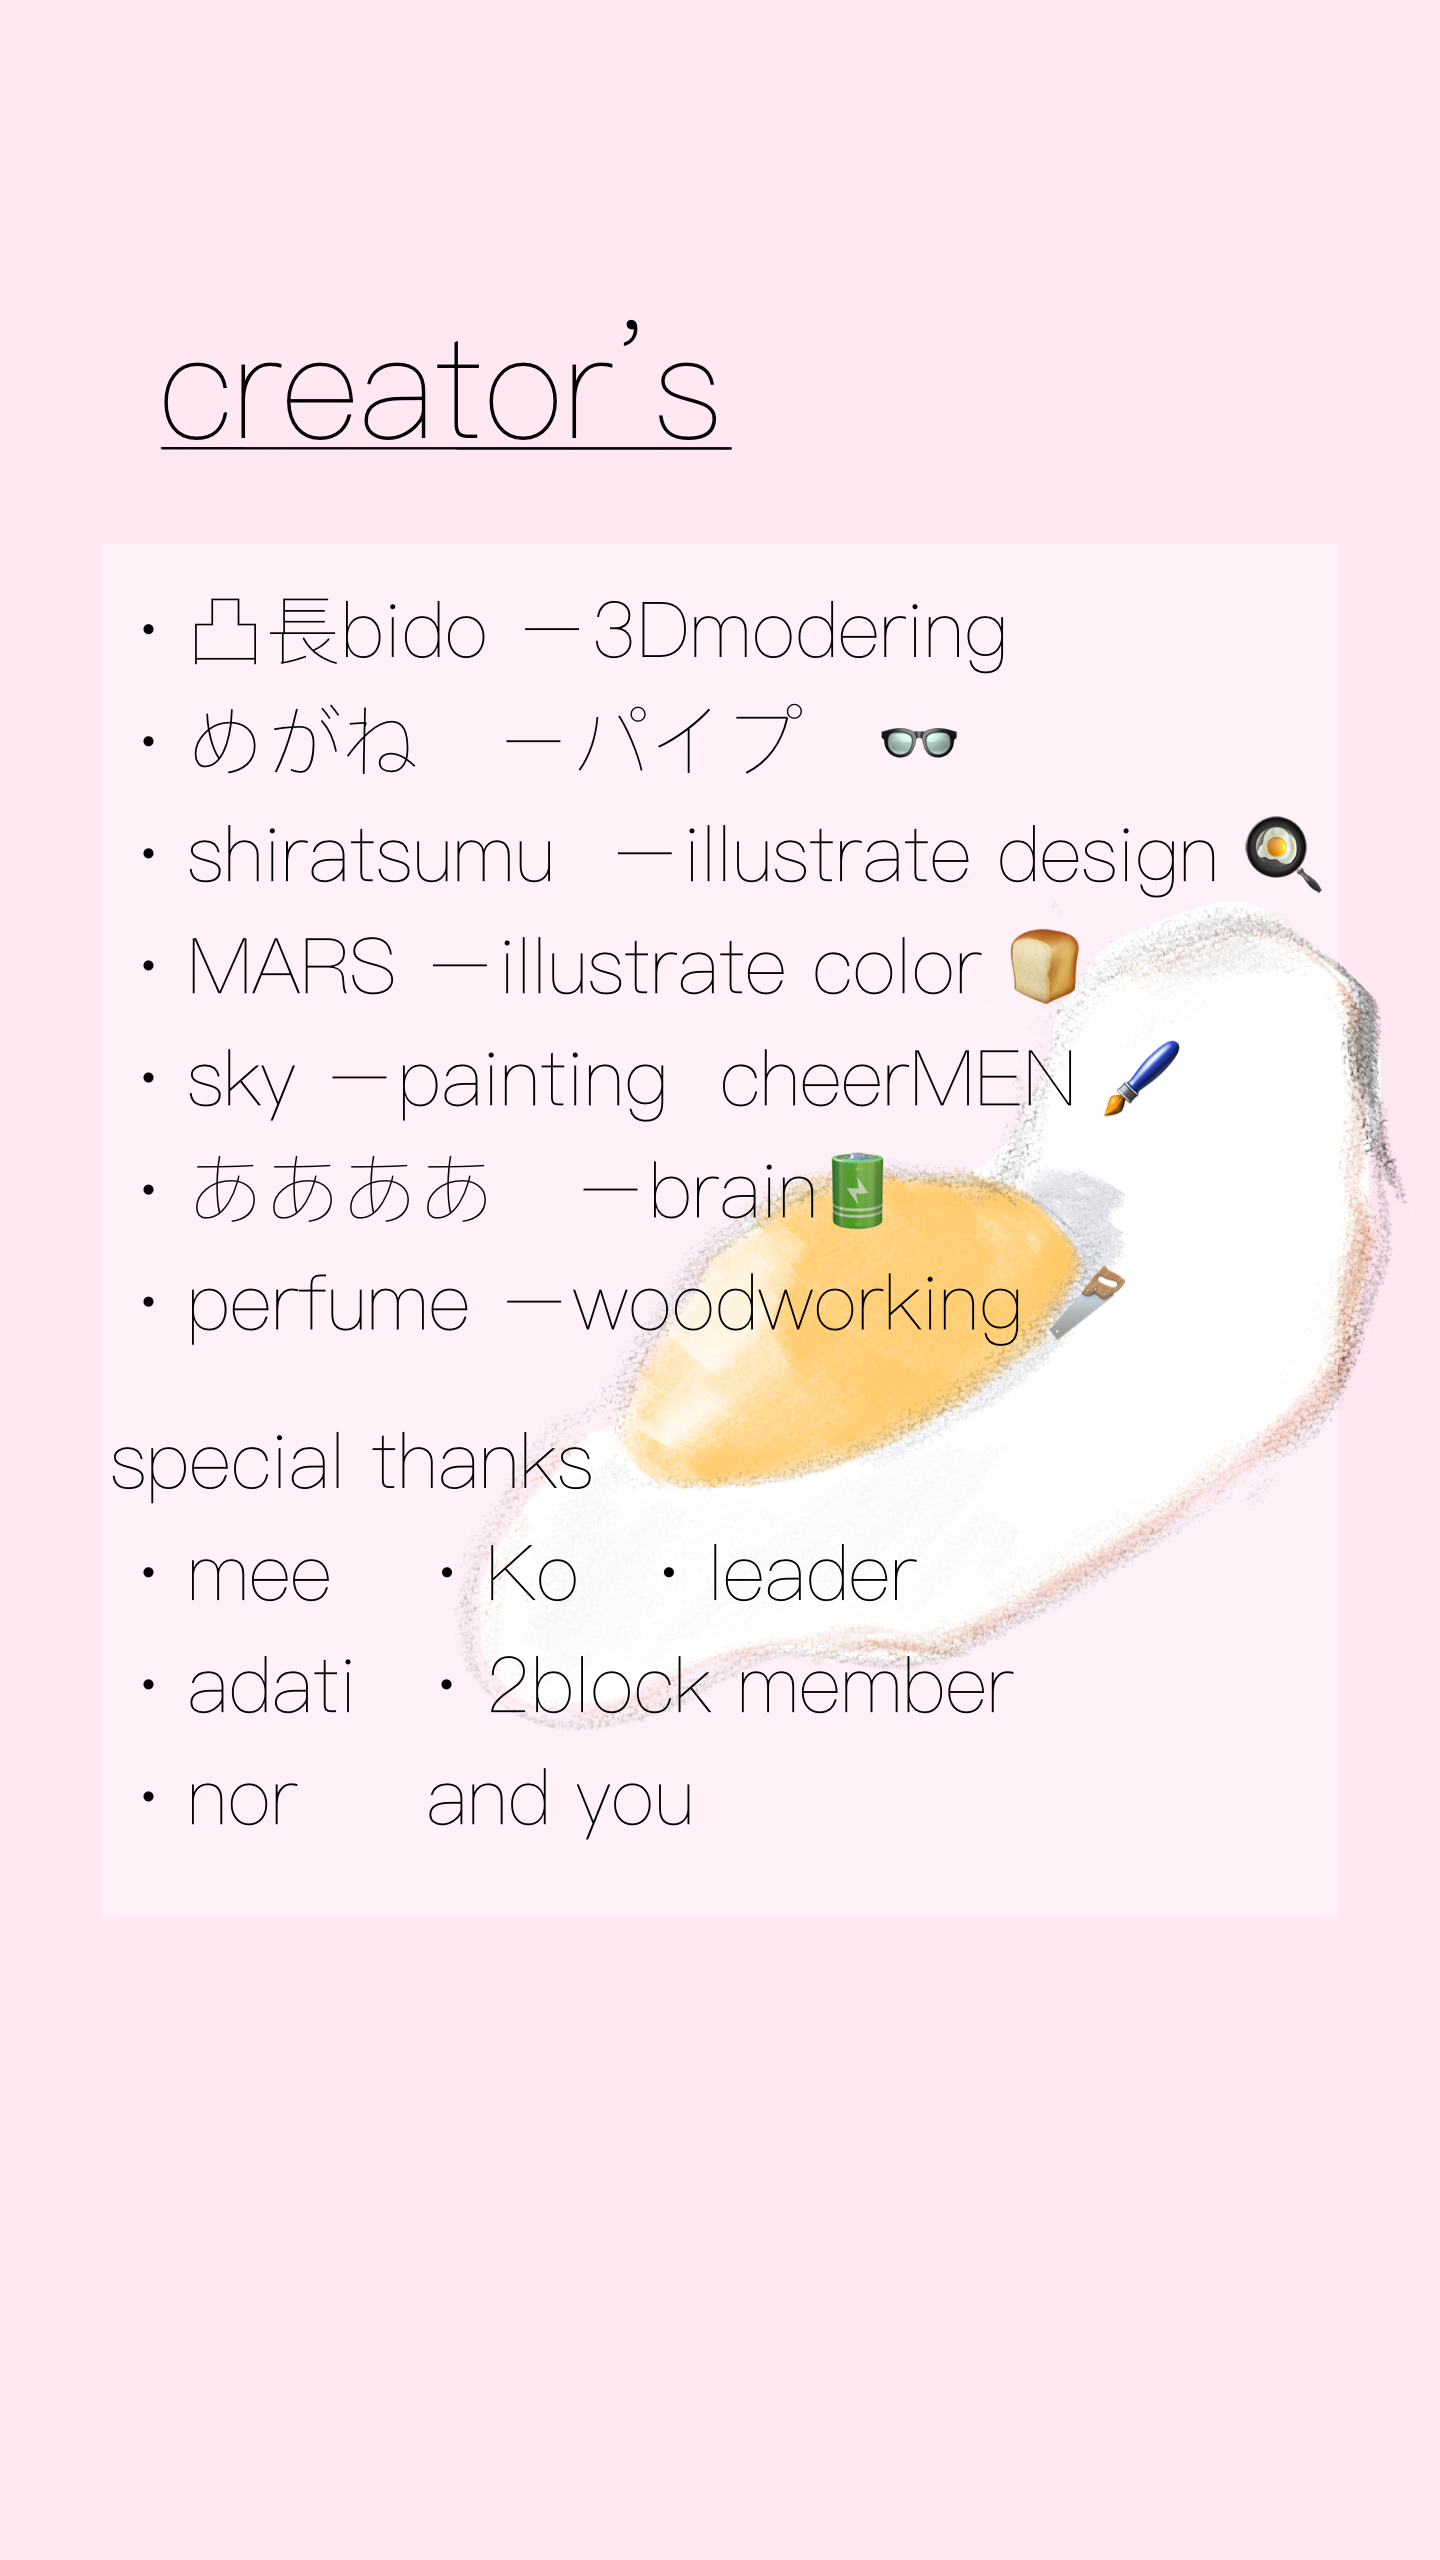 creator’s
・凸長bido －3Dmodering
・めがね　－パイプ　🕶
・shiratsumu　－illustrate design 🍳
・MARS －illustrate color 🍞
・sky －painting　cheerMEN 🖌
・ああああ　－brain🔋
・perfume －woodworking 🪚
special thanks
・mee　・Ko　・leader
・adati　・2block member
・nor　and you